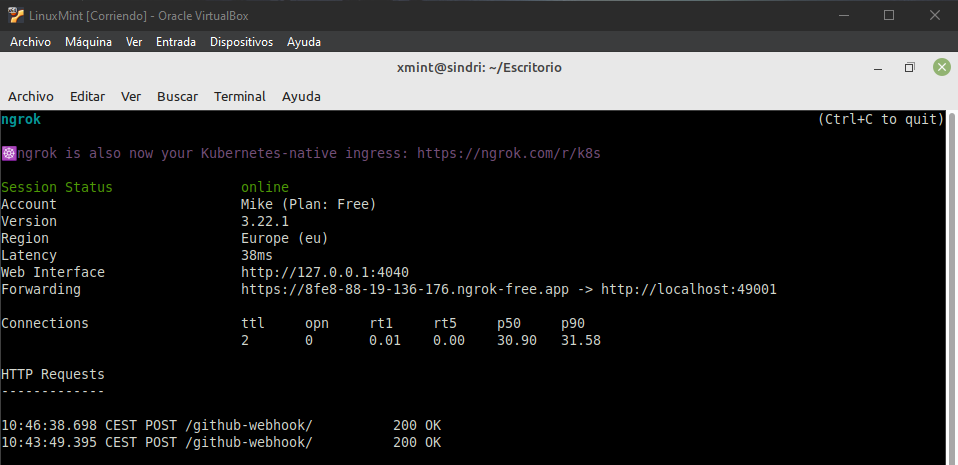 LinuxMint [Corriendo] - Oracle VirtualBox
Archivo Máquina Ver Entrada Dispositivos Ayuda
xmint@sindri: ~/Escritorio
Archivo Editar Ver Buscar Terminal Ayuda
ngrok (Ctrl+C to quit)
ngrok is also now your Kubernetes-native ingress: https://ngrok.com/r/k8s
Session Status online
Account Mike (Plan: Free)
Version 3.22.1
Region Europe (eu)
Latency 38ms
Web Interface http://127.0.0.1:4040
Forwarding https://8fe8-88-19-136-176.ngrok-free.app -> http://localhost:49001
Connections ttl opn rt1 rt5 p50 p90
2 0 0.01 0.00 30.90 31.58
HTTP Requests
-------------
10:46:38.698 CEST POST /github-webhook/ 200 OK
10:43:49.395 CEST POST /github-webhook/ 200 OK